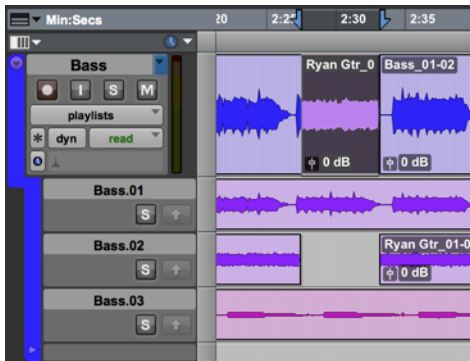 Min:Secs 20 2:2 2:30 2:35
Bass Ryan Gtr_0 Bass_01-02
I S M
playlists
dyn read 0 dB 0 dB
Bass.01
S
Bass.02 Ryan Gtr_01-0
S 0 dB
Bass.03
S